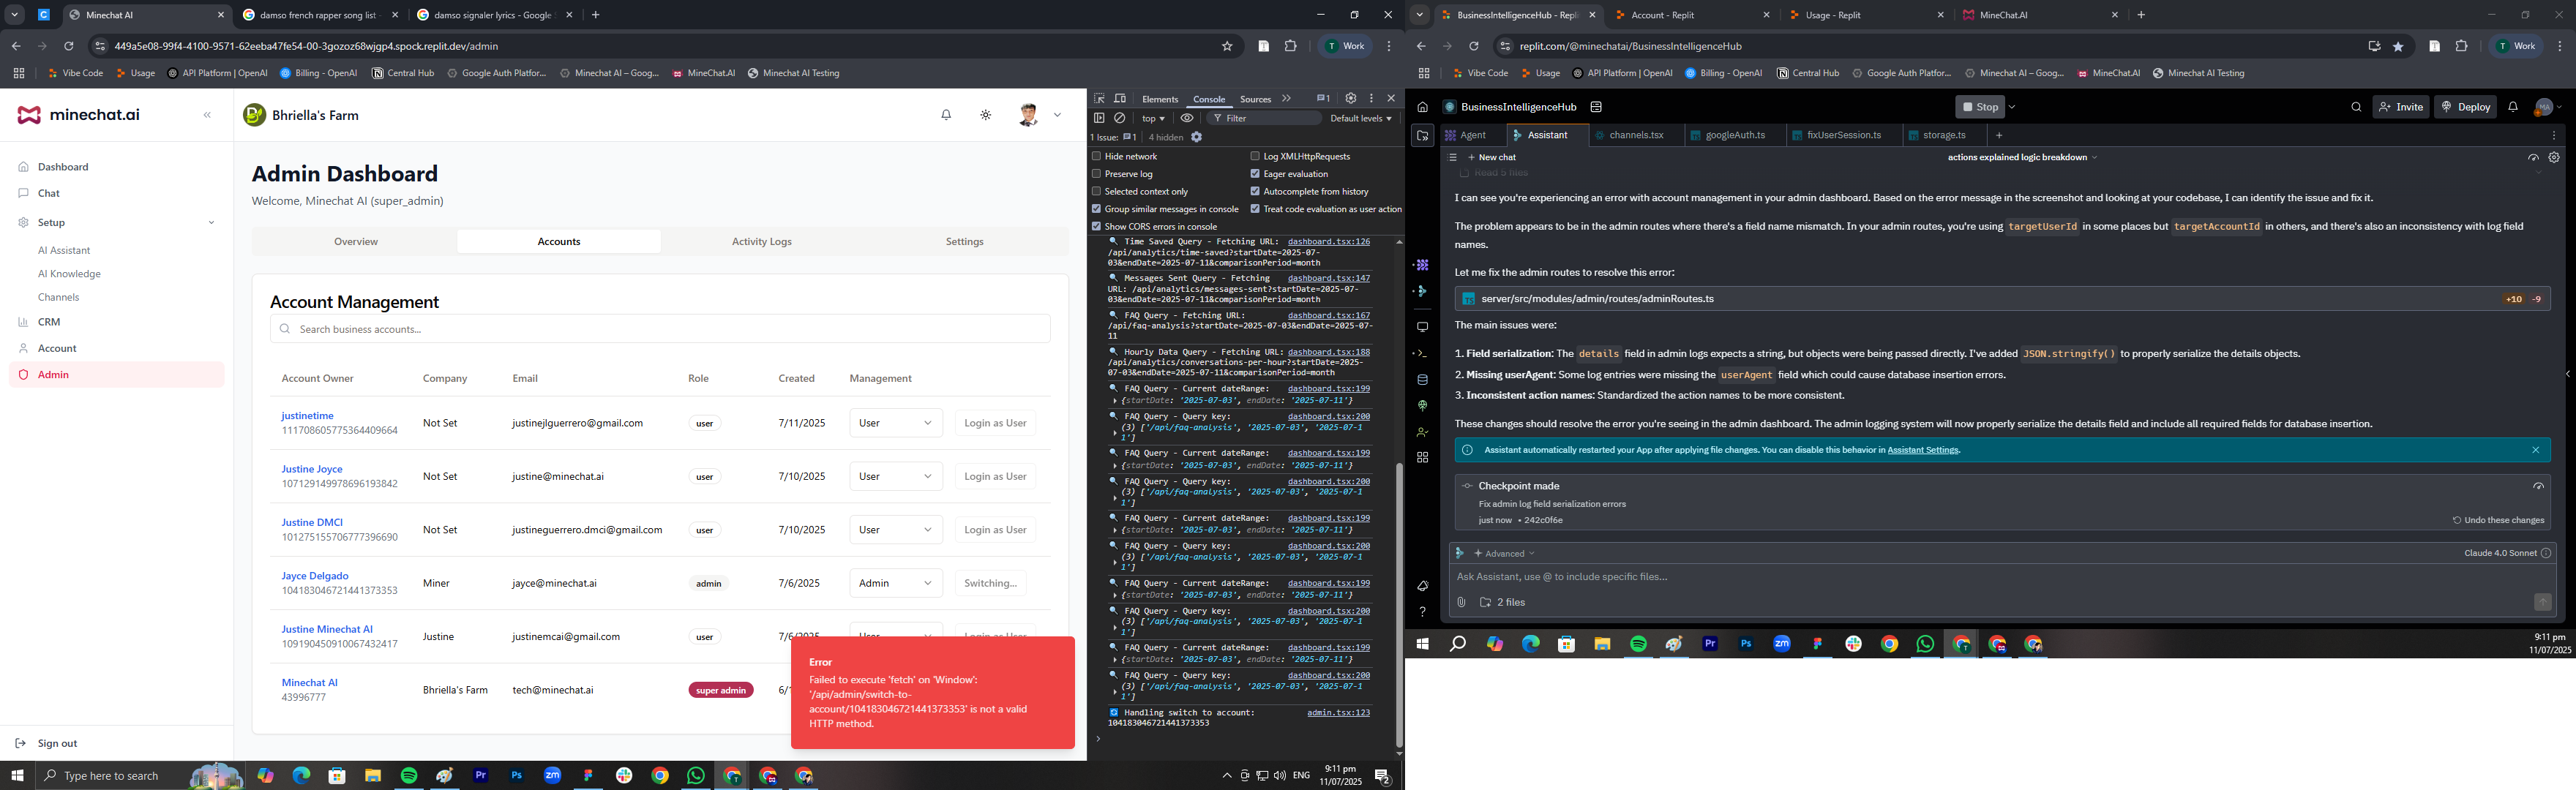 Minechat AI
damso french rapper song list -
damso signaler lyrics - Google S
449a5e08-99f4-4100-9571-62eeba47fe54-00-3gozoz68wjgp4.spock.replit.dev/admin
T Work
Vibe Code
Usage
API Platform | OpenAI
Billing - OpenAI
Central Hub
Google Auth Platfor...
Minechat AI – Goog...
MineChat.AI
Minechat AI Testing
minechat.ai
Bhriella's Farm
Dashboard
Chat
Setup
AI Assistant
AI Knowledge
Channels
CRM
Account
Admin
Sign out
Admin Dashboard
Welcome, Minechat AI (super_admin)
Overview
Accounts
Activity Logs
Settings
Account Management
Search business accounts...
Account Owner Company Email Role Created Management
justinetime
111708605775364409664
Not Set justinejlguerrero@gmail.com user 7/11/2025 User Login as User
Justine Joyce
107129149978696193842
Not Set justine@minechat.ai user 7/10/2025 User Login as User
Justine DMCI
101275155706777396690
Not Set justineguerrero.dmci@gmail.com user 7/10/2025 User Login as User
Jayce Delgado
104183046721441373353
Miner jayce@minechat.ai admin 7/6/2025 Admin Switching...
Justine Minechat AI
109190450910067432417
Justine justinemcai@gmail.com user 7/6/2025 User Login as User
Minechat AI
43996777
Bhriella's Farm tech@minechat.ai super admin 6/1
Error
Failed to execute 'fetch' on 'Window':
'/api/admin/switch-to-
account/104183046721441373353' is not a valid
HTTP method.
Elements Console Sources 1
top Filter Default levels
1 Issue: 1 4 hidden
Hide network Log XMLHttpRequests
Preserve log Eager evaluation
Selected context only Autocomplete from history
Group similar messages in console Treat code evaluation as user action
Show CORS errors in console
Time Saved Query - Fetching URL: dashboard.tsx:126
/api/analytics/time-saved?startDate=2025-07-
03&endDate=2025-07-11&comparisonPeriod=month
Messages Sent Query - Fetching dashboard.tsx:147
URL: /api/analytics/messages-sent?startDate=2025-07-
03&endDate=2025-07-11&comparisonPeriod=month
FAQ Query - Fetching URL: dashboard.tsx:167
/api/faq-analysis?startDate=2025-07-03&endDate=2025-07-
11
Hourly Data Query - Fetching URL: dashboard.tsx:188
/api/analytics/conversations-per-hour?startDate=2025-
07-03&endDate=2025-07-11&comparisonPeriod=month
FAQ Query - Current dateRange: dashboard.tsx:199
{startDate: '2025-07-03', endDate: '2025-07-11'}
FAQ Query - Query key: dashboard.tsx:200
(3) ['/api/faq-analysis', '2025-07-03', '2025-07-1
1']
FAQ Query - Current dateRange: dashboard.tsx:199
{startDate: '2025-07-03', endDate: '2025-07-11'}
FAQ Query - Query key: dashboard.tsx:200
(3) ['/api/faq-analysis', '2025-07-03', '2025-07-1
1']
FAQ Query - Current dateRange: dashboard.tsx:199
{startDate: '2025-07-03', endDate: '2025-07-11'}
FAQ Query - Query key: dashboard.tsx:200
(3) ['/api/faq-analysis', '2025-07-03', '2025-07-1
1']
FAQ Query - Current dateRange: dashboard.tsx:199
{startDate: '2025-07-03', endDate: '2025-07-11'}
FAQ Query - Query key: dashboard.tsx:200
(3) ['/api/faq-analysis', '2025-07-03', '2025-07-1
1']
FAQ Query - Current dateRange: dashboard.tsx:199
{startDate: '2025-07-03', endDate: '2025-07-11'}
FAQ Query - Query key: dashboard.tsx:200
(3) ['/api/faq-analysis', '2025-07-03', '2025-07-1
1']
Handling switch to account: admin.tsx:123
104183046721441373353
Type here to search
ENG
9:11 pm
11/07/2025
2
BusinessIntelligenceHub - Repli
Account - Replit
Usage - Replit
MineChat.AI
replit.com/@minechatai/BusinessIntelligenceHub
T Work
Vibe Code
Usage
API Platform | OpenAI
Billing - OpenAI
Central Hub
Google Auth Platfor...
Minechat AI – Goog...
MineChat.AI
Minechat AI Testing
BusinessIntelligenceHub
Stop
Invite
Deploy
MA
Agent
Assistant
channels.tsx
googleAuth.ts
fixUserSession.ts
storage.ts
New chat
actions explained logic breakdown
Read 5 files
I can see you're experiencing an error with account management in your admin dashboard. Based on the error message in the screenshot and looking at your codebase, I can identify the issue and fix it.
The problem appears to be in the admin routes where there's a field name mismatch. In your admin routes, you're using targetUserId in some places but targetAccountId in others, and there's also an inconsistency with log field
names.
Let me fix the admin routes to resolve this error:
server/src/modules/admin/routes/adminRoutes.ts +10 -9
The main issues were:
1. Field serialization: The details field in admin logs expects a string, but objects were being passed directly. I've added JSON.stringify() to properly serialize the details objects.
2. Missing userAgent: Some log entries were missing the userAgent field which could cause database insertion errors.
3. Inconsistent action names: Standardized the action names to be more consistent.
These changes should resolve the error you're seeing in the admin dashboard. The admin logging system will now properly serialize the details field and include all required fields for database insertion.
Assistant automatically restarted your App after applying file changes. You can disable this behavior in Assistant Settings.
Checkpoint made
Fix admin log field serialization errors
just now • 242c0f6e
Undo these changes
Advanced
Claude 4.0 Sonnet
Ask Assistant, use @ to include specific files...
2 files
9:11 pm
11/07/2025